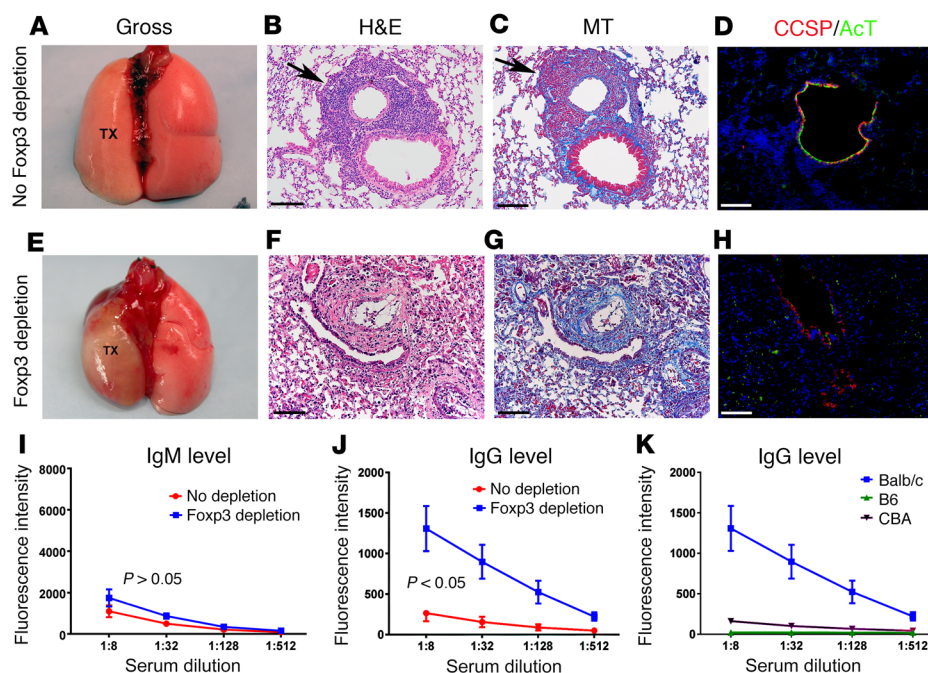 A Gross B H&E C MT D CCSP/AcT
No Foxp3 depletion
TX
E F G H
Foxp3 depletion
TX
I IgM level
Fluorescence intensity
8000
6000
4000
2000
0
No depletion
Foxp3 depletion
P > 0.05
1:8 1:32 1:128 1:512
Serum dilution
J IgG level
Fluorescence intensity
2000
1500
1000
500
0
No depletion
Foxp3 depletion
P < 0.05
1:8 1:32 1:128 1:512
Serum dilution
K IgG level
Fluorescence intensity
2000
1500
1000
500
0
Balb/c
B6
CBA
1:8 1:32 1:128 1:512
Serum dilution